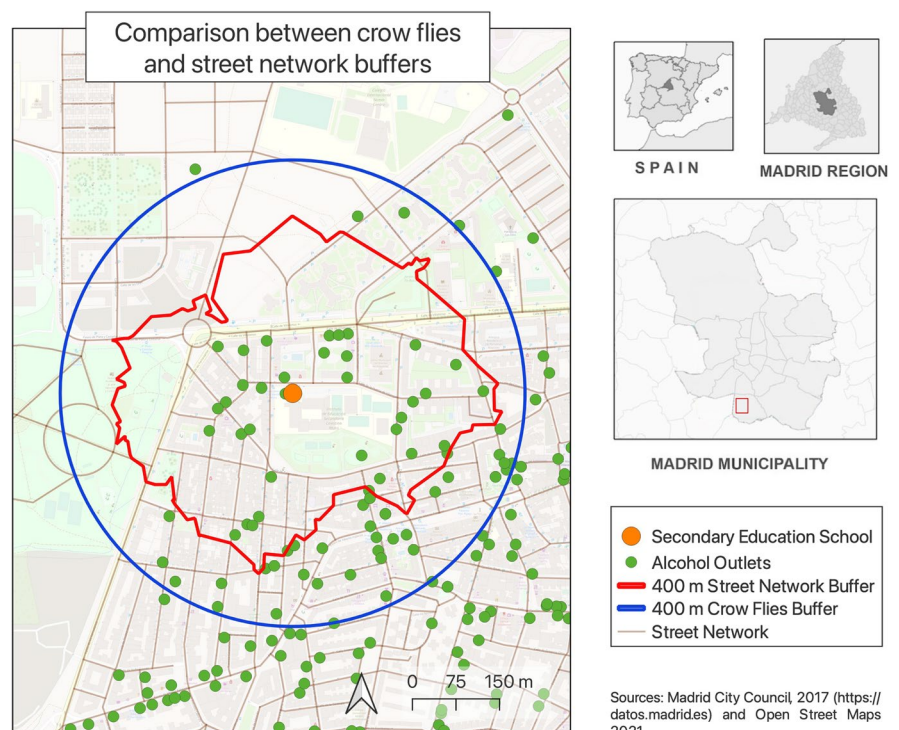 Comparison between crow flies
and street network buffers
SPAIN
MADRID REGION
MADRID MUNICIPALITY
Secondary Education School
Alcohol Outlets
400 m Street Network Buffer
400 m Crow Flies Buffer
Street Network
0 75 150 m
Sources: Madrid City Council, 2017 (https://
datos.madrid.es) and Open Street Maps
2021